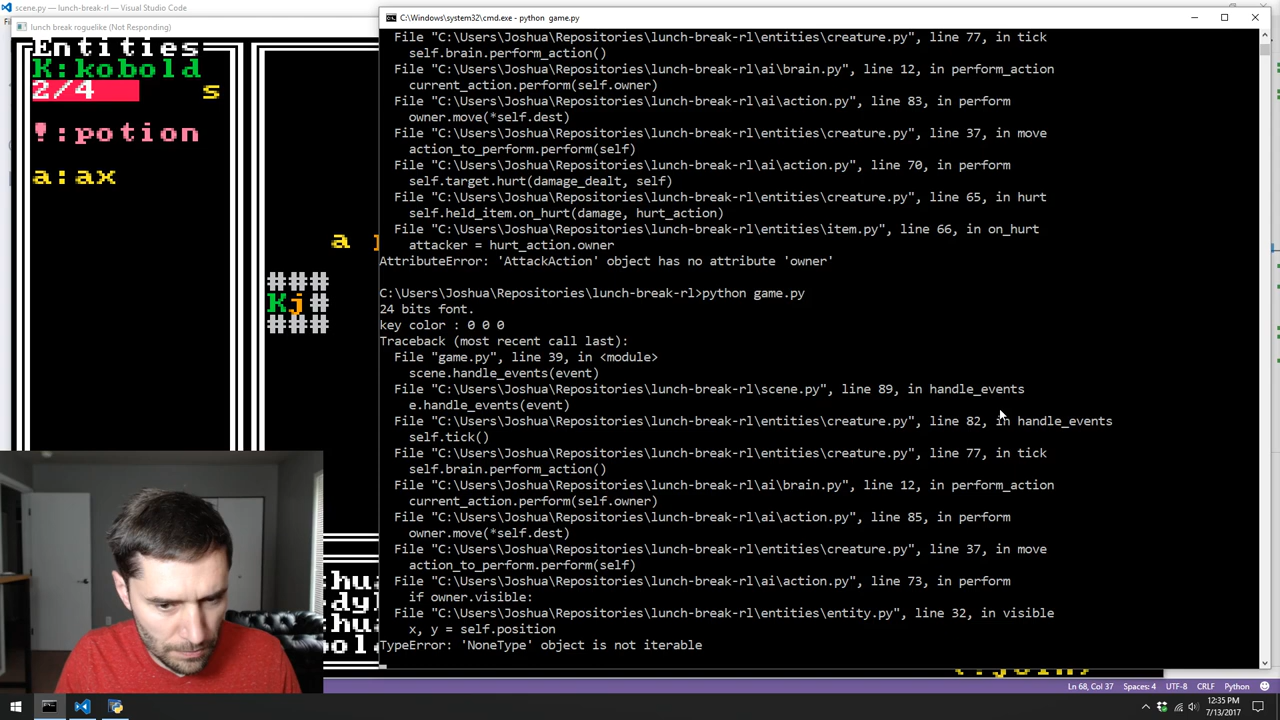 scene.py — lunch-break-rl — Visual Studio Code
lunch break roguelike (Not Responding)
C:\Windows\system32\cmd.exe - python  game.py
Entities
K:kobold
2/4 s
!:potion
a:ax
a
###
Kj#
###
File "C:\Users\Joshua\Repositories\lunch-break-rl\entities\creature.py", line 77, in tick
self.brain.perform_action()
File "C:\Users\Joshua\Repositories\lunch-break-rl\ai\brain.py", line 12, in perform_action
current_action.perform(self.owner)
File "C:\Users\Joshua\Repositories\lunch-break-rl\ai\action.py", line 83, in perform
owner.move(*self.dest)
File "C:\Users\Joshua\Repositories\lunch-break-rl\entities\creature.py", line 37, in move
action_to_perform.perform(self)
File "C:\Users\Joshua\Repositories\lunch-break-rl\ai\action.py", line 70, in perform
self.target.hurt(damage_dealt, self)
File "C:\Users\Joshua\Repositories\lunch-break-rl\entities\creature.py", line 65, in hurt
self.held_item.on_hurt(damage, hurt_action)
File "C:\Users\Joshua\Repositories\lunch-break-rl\entities\item.py", line 66, in on_hurt
attacker = hurt_action.owner
AttributeError: 'AttackAction' object has no attribute 'owner'
C:\Users\Joshua\Repositories\lunch-break-rl>python game.py
24 bits font.
key color : 0 0 0
Traceback (most recent call last):
File "game.py", line 39, in <module>
scene.handle_events(event)
File "C:\Users\Joshua\Repositories\lunch-break-rl\scene.py", line 89, in handle_events
e.handle_events(event)
File "C:\Users\Joshua\Repositories\lunch-break-rl\entities\creature.py", line 82, in handle_events
self.tick()
File "C:\Users\Joshua\Repositories\lunch-break-rl\entities\creature.py", line 77, in tick
self.brain.perform_action()
File "C:\Users\Joshua\Repositories\lunch-break-rl\ai\brain.py", line 12, in perform_action
current_action.perform(self.owner)
File "C:\Users\Joshua\Repositories\lunch-break-rl\ai\action.py", line 85, in perform
owner.move(*self.dest)
File "C:\Users\Joshua\Repositories\lunch-break-rl\entities\creature.py", line 37, in move
action_to_perform.perform(self)
File "C:\Users\Joshua\Repositories\lunch-break-rl\ai\action.py", line 73, in perform
if owner.visible:
File "C:\Users\Joshua\Repositories\lunch-break-rl\entities\entity.py", line 32, in visible
x, y = self.position
TypeError: 'NoneType' object is not iterable
Ln 68, Col 37 Spaces: 4 UTF-8 CRLF Python
12:35 PM
7/13/2017